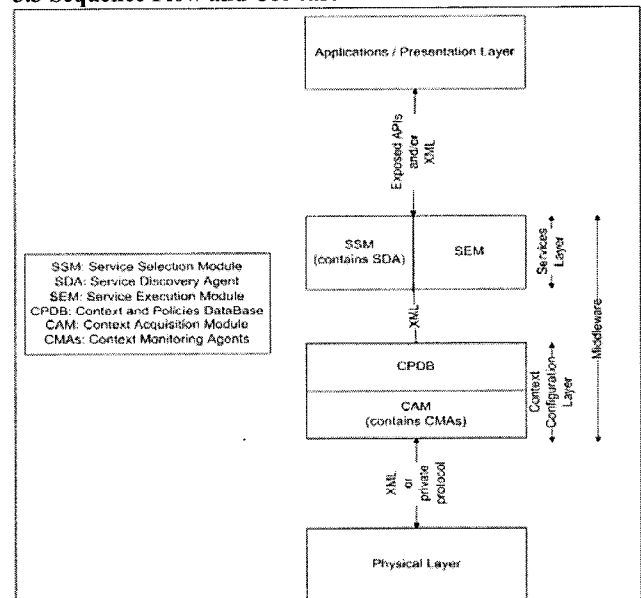 Applications / Presentation Layer
Exposed APIs
and/or
XML
SSM
(contains SDA)
SEM
Services
Layer
SSM: Service Selection Module
SDA: Service Discovery Agent
SEM: Service Execution Module
CPDB: Context and Policies DataBase
CAM: Context Acquisition Module
CMAs: Context Monitoring Agents
XML
Middleware
CPDB
CAM
(contains CMAs)
Context
Configuration
Layer
XML
or
private
protocol
Physical Layer